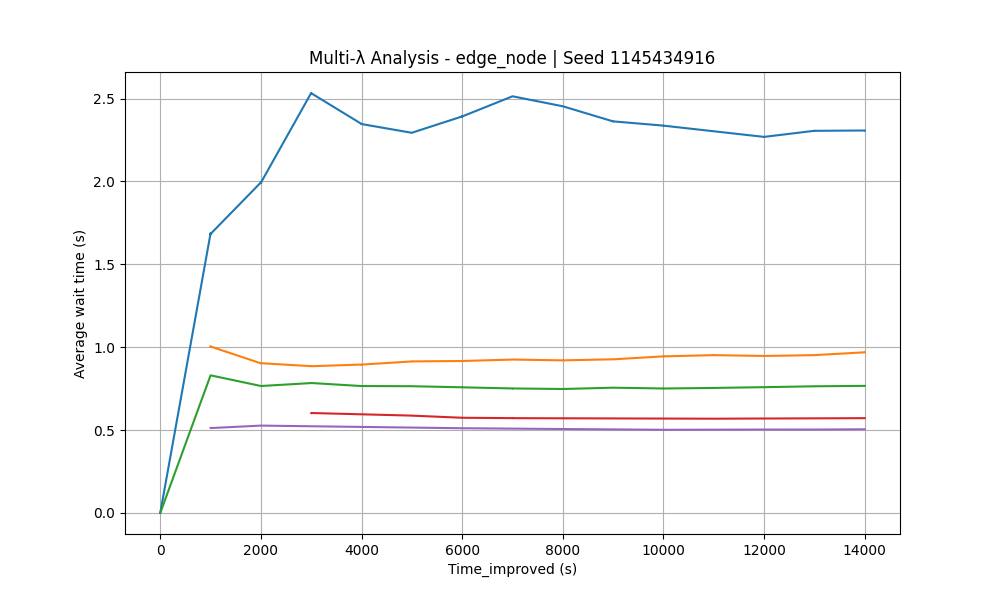 Multi-λ Analysis - edge_node | Seed 1145434916
Average wait time (s)
2.5
2.0
1.5
1.0
0.5
0.0
0 2000 4000 6000 8000 10000 12000 14000
Time_improved (s)